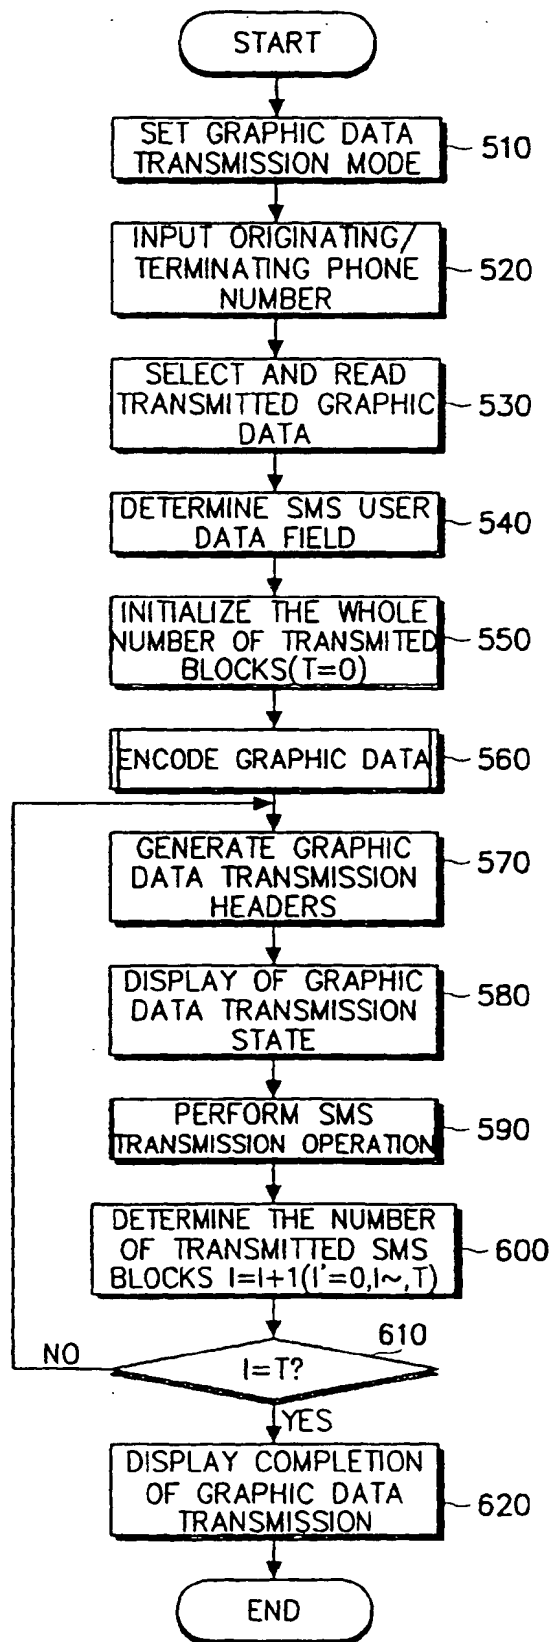 START
SET GRAPHIC DATA
TRANSMISSION MODE
510
INPUT ORIGINATING/
TERMINATING PHONE
NUMBER
520
SELECT AND READ
TRANSMITTED GRAPHIC
DATA
530
DETERMINE SMS USER
DATA FIELD
540
INITIALIZE THE WHOLE
NUMBER OF TRANSMITED
BLOCKS(T=0)
550
ENCODE GRAPHIC DATA
560
GENERATE GRAPHIC
DATA TRANSMISSION
HEADERS
570
DISPLAY OF GRAPHIC
DATA TRANSMISSION
STATE
580
PERFORM SMS
TRANSMISSION OPERATION
590
DETERMINE THE NUMBER
OF TRANSMITTED SMS
BLOCKS I=I+1(I'=0,I~,T)
600
610
I=T?
NO
YES
DISPLAY COMPLETION
OF GRAPHIC DATA
TRANSMISSION
620
END